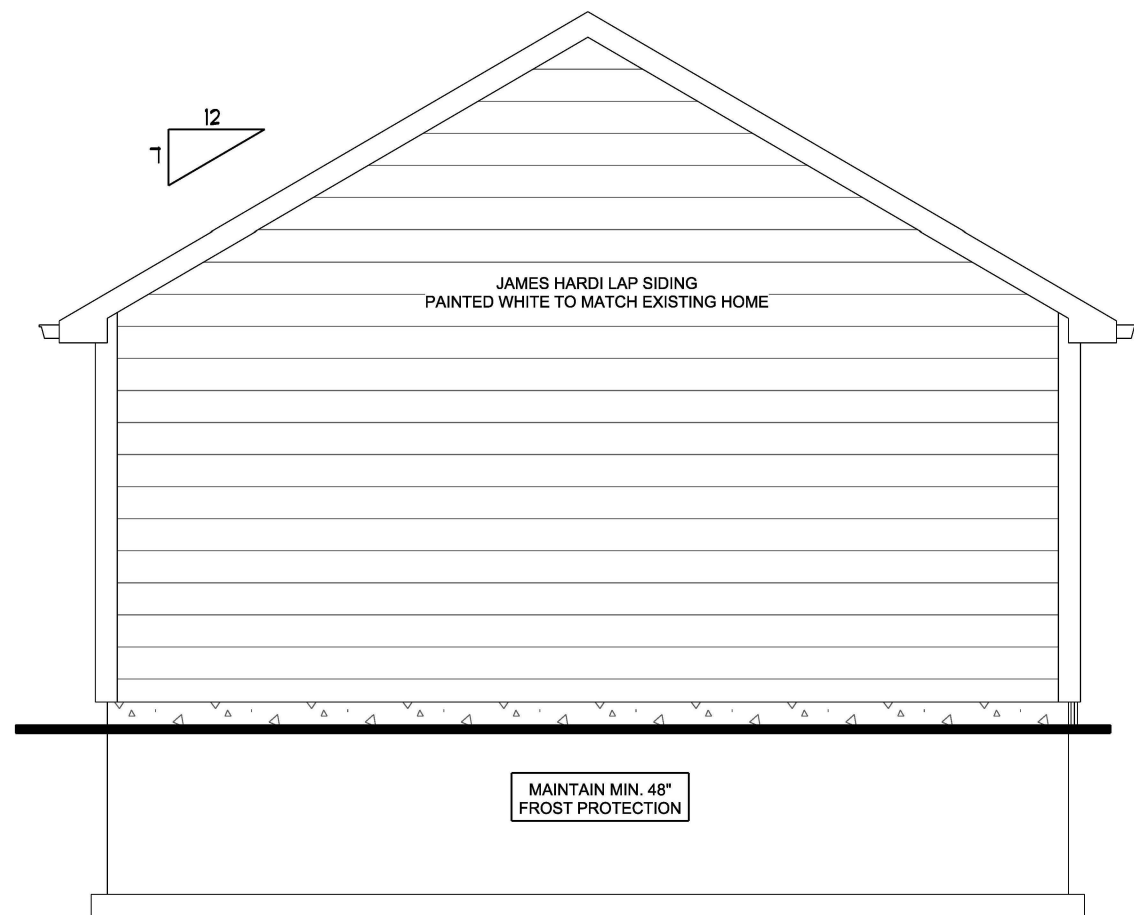 12
7
JAMES HARDI LAP SIDING
PAINTED WHITE TO MATCH EXISTING HOME
MAINTAIN MIN. 48"
FROST PROTECTION